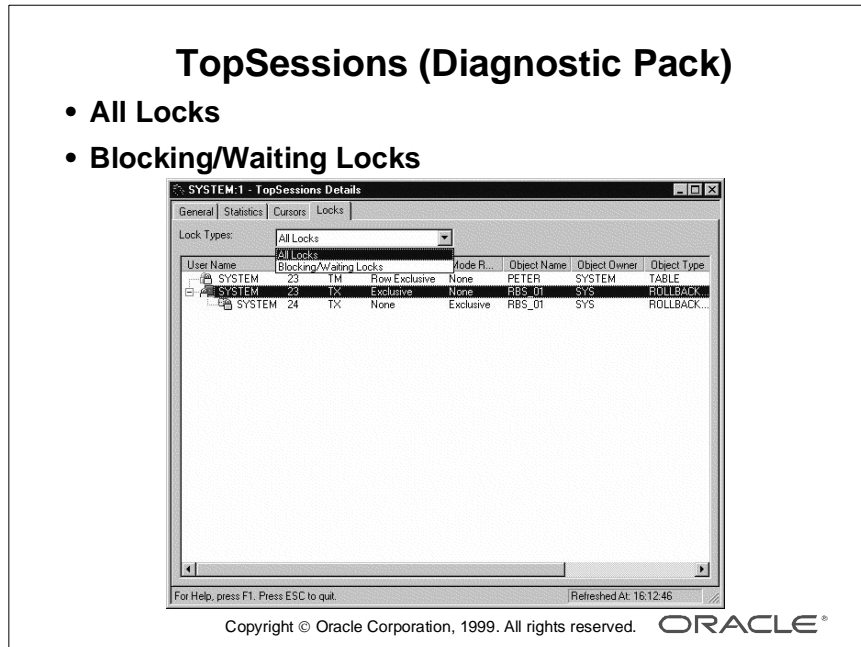 TopSessions (Diagnostic Pack)
• All Locks
• Blocking/Waiting Locks
SYSTEM:1 - TopSessions Details
General Statistics Cursors Locks
Lock Types: All Locks
All Locks
Blocking/Waiting Locks
User Name Mode R... Object Name Object Owner Object Type
SYSTEM 23 TM Row Exclusive None PETER SYSTEM TABLE
SYSTEM 23 TX Exclusive None RBS_01 SYS ROLLBACK...
SYSTEM 24 TX None Exclusive RBS_01 SYS ROLLBACK...
For Help, press F1. Press ESC to quit. Refreshed At: 16:12:46
Copyright © Oracle Corporation, 1999. All rights reserved. ORACLE®